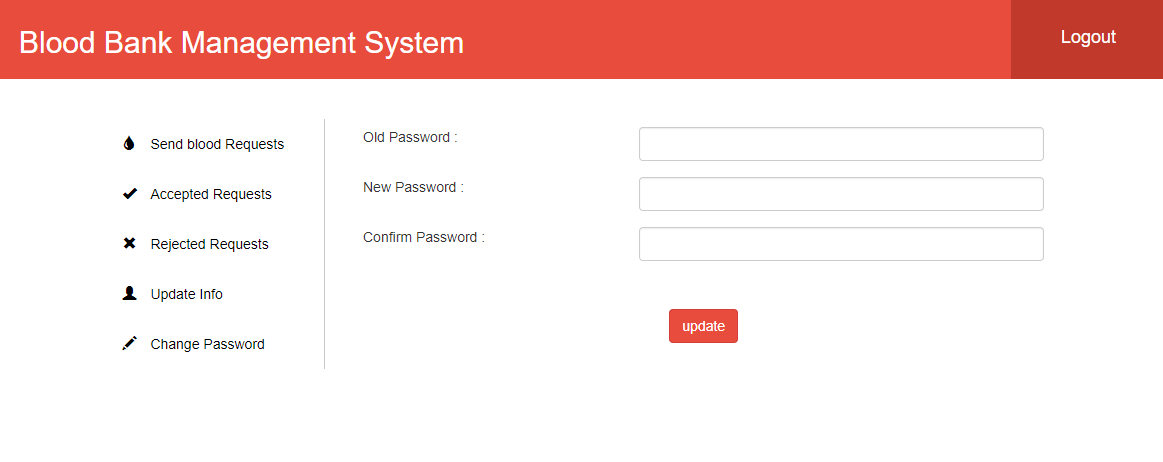 Blood Bank Management System
Logout
Send blood Requests
Accepted Requests
Rejected Requests
Update Info
Change Password
Old Password :
New Password :
Confirm Password :
update